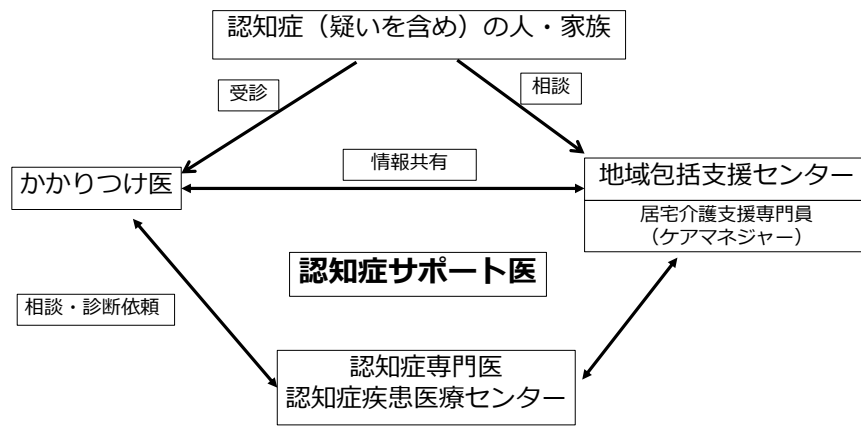 認知症（疑いを含め）の人・家族
受診
相談
情報共有
かかりつけ医
地域包括支援センター
居宅介護支援専門員
（ケアマネジャー）
認知症サポート医
相談・診断依頼
認知症専門医
認知症疾患医療センター